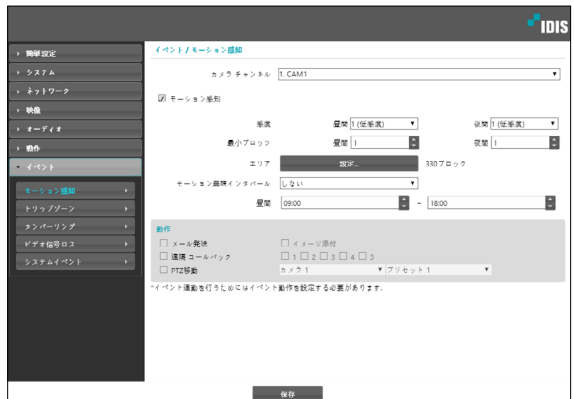 IDIS
簡単設定
システム
ネットワーク
映像
オーディオ
動作
イベント
モーション感知
トリップゾーン
タンパーリング
ビデオ信号ロス
システムイベント
イベント / モーション感知
カメラ チャンネル 1. CAM1
モーション感知
感度 昼間 1 (低感度) 夜間 1 (低感度)
最小ブロック 昼間 1 夜間 1
エリア 設定... 330ブロック
モーション無視インタバール しない
昼間 09:00 ~ 18:00
動作
メール発送 イメージ添付
遠隔 コールバック 1 2 3 4 5
PTZ移動 カメラ 1 プリセット 1
*イベント連動を行うためにはイベント動作を設定する必要があります.
保存